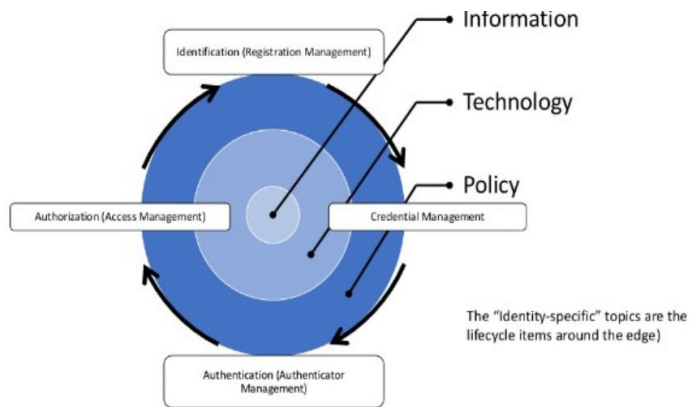 Information
Identification (Registration Management)
Technology
Policy
Authorization (Access Management)
Credential Management
The "Identity-specific" topics are the
lifecycle items around the edge)
Authentication (Authenticator
Management)